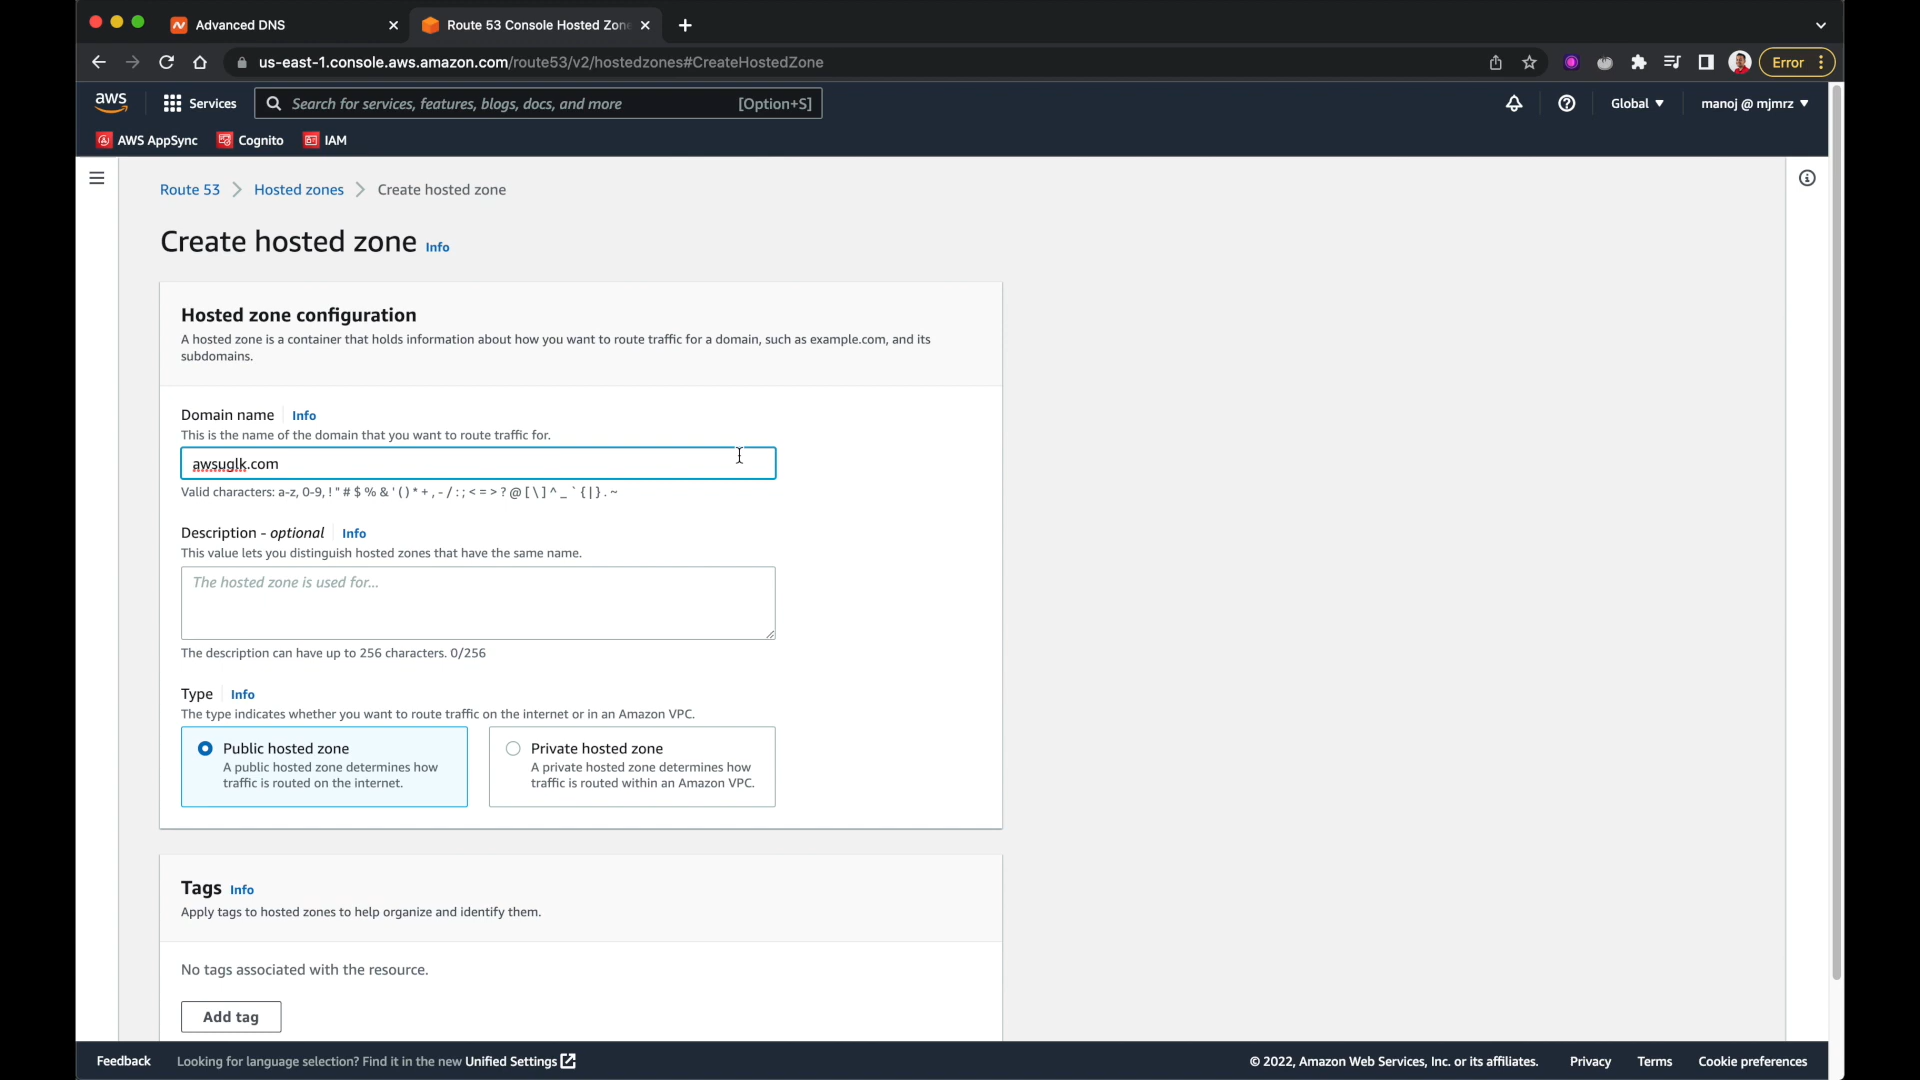 Advanced DNS
Route 53 Console Hosted Zon
us-east-1.console.aws.amazon.com/route53/v2/hostedzones#CreateHostedZone
Error
aws
Services
Search for services, features, blogs, docs, and more
[Option+S]
Global
manoj @ mjmrz
AWS AppSync
Cognito
IAM
Route 53
Hosted zones
Create hosted zone
Create hosted zone Info
Hosted zone configuration
A hosted zone is a container that holds information about how you want to route traffic for a domain, such as example.com, and its
subdomains.
Domain name Info
This is the name of the domain that you want to route traffic for.
awsuglk.com
Valid characters: a-z, 0-9, ! " # $ % & ' ( ) * + , - / : ; < = > ? @ [ \ ] ^ _ ` { | } . ~
Description - optional Info
This value lets you distinguish hosted zones that have the same name.
The hosted zone is used for...
The description can have up to 256 characters. 0/256
Type Info
The type indicates whether you want to route traffic on the internet or in an Amazon VPC.
Public hosted zone
A public hosted zone determines how
traffic is routed on the internet.
Private hosted zone
A private hosted zone determines how
traffic is routed within an Amazon VPC.
Tags Info
Apply tags to hosted zones to help organize and identify them.
No tags associated with the resource.
Add tag
Feedback
Looking for language selection? Find it in the new Unified Settings
© 2022, Amazon Web Services, Inc. or its affiliates.
Privacy
Terms
Cookie preferences